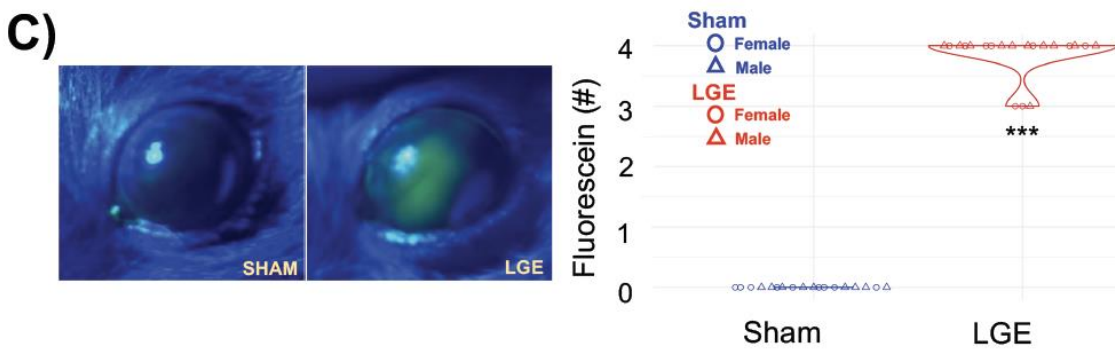 C)
SHAM
LGE
Sham
Female
Male
LGE
Female
Male
Fluorescein (#)
4
3
2
1
0
***
Sham
LGE